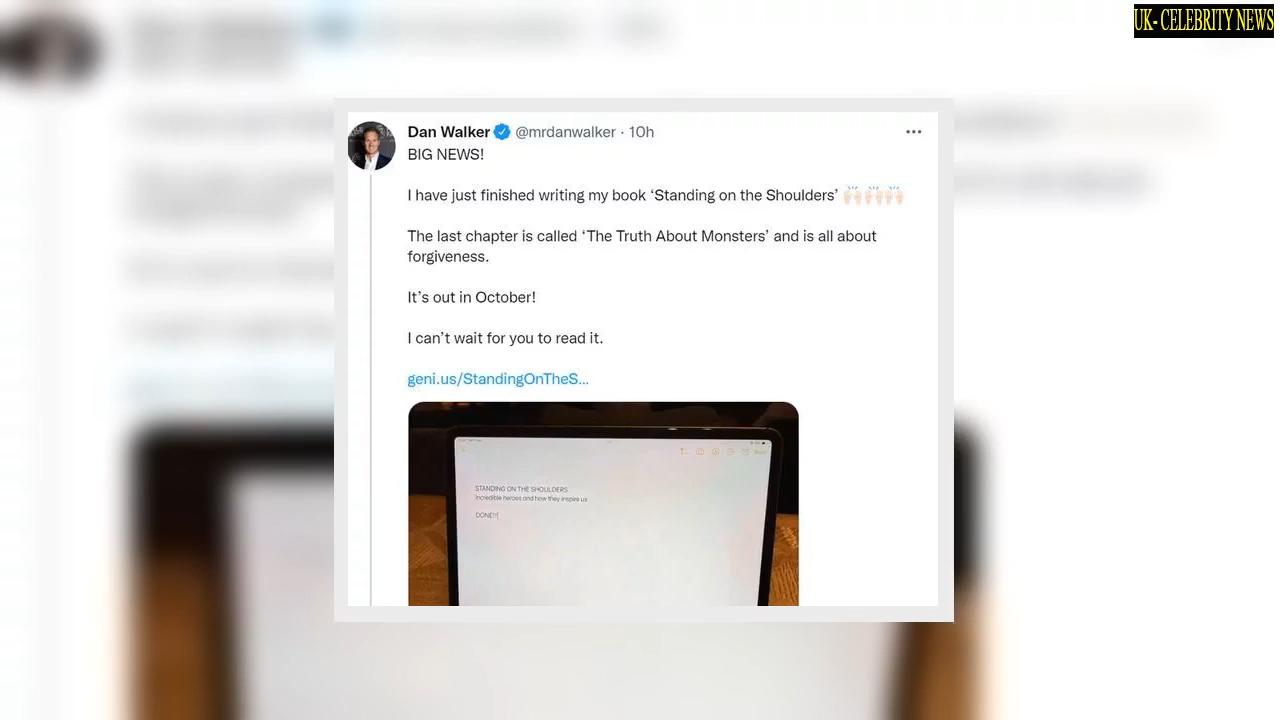 UK- CELEBRITY NEWS
Dan Walker @mrdanwalker · 10h
BIG NEWS!
I have just finished writing my book ‘Standing on the Shoulders’ 🙌🏻🙌🏻🙌🏻
The last chapter is called ‘The Truth About Monsters’ and is all about
forgiveness.
It’s out in October!
I can’t wait for you to read it.
geni.us/StandingOnTheS…
STANDING ON THE SHOULDERS
Incredible heroes and how they inspire us
DONE!!!